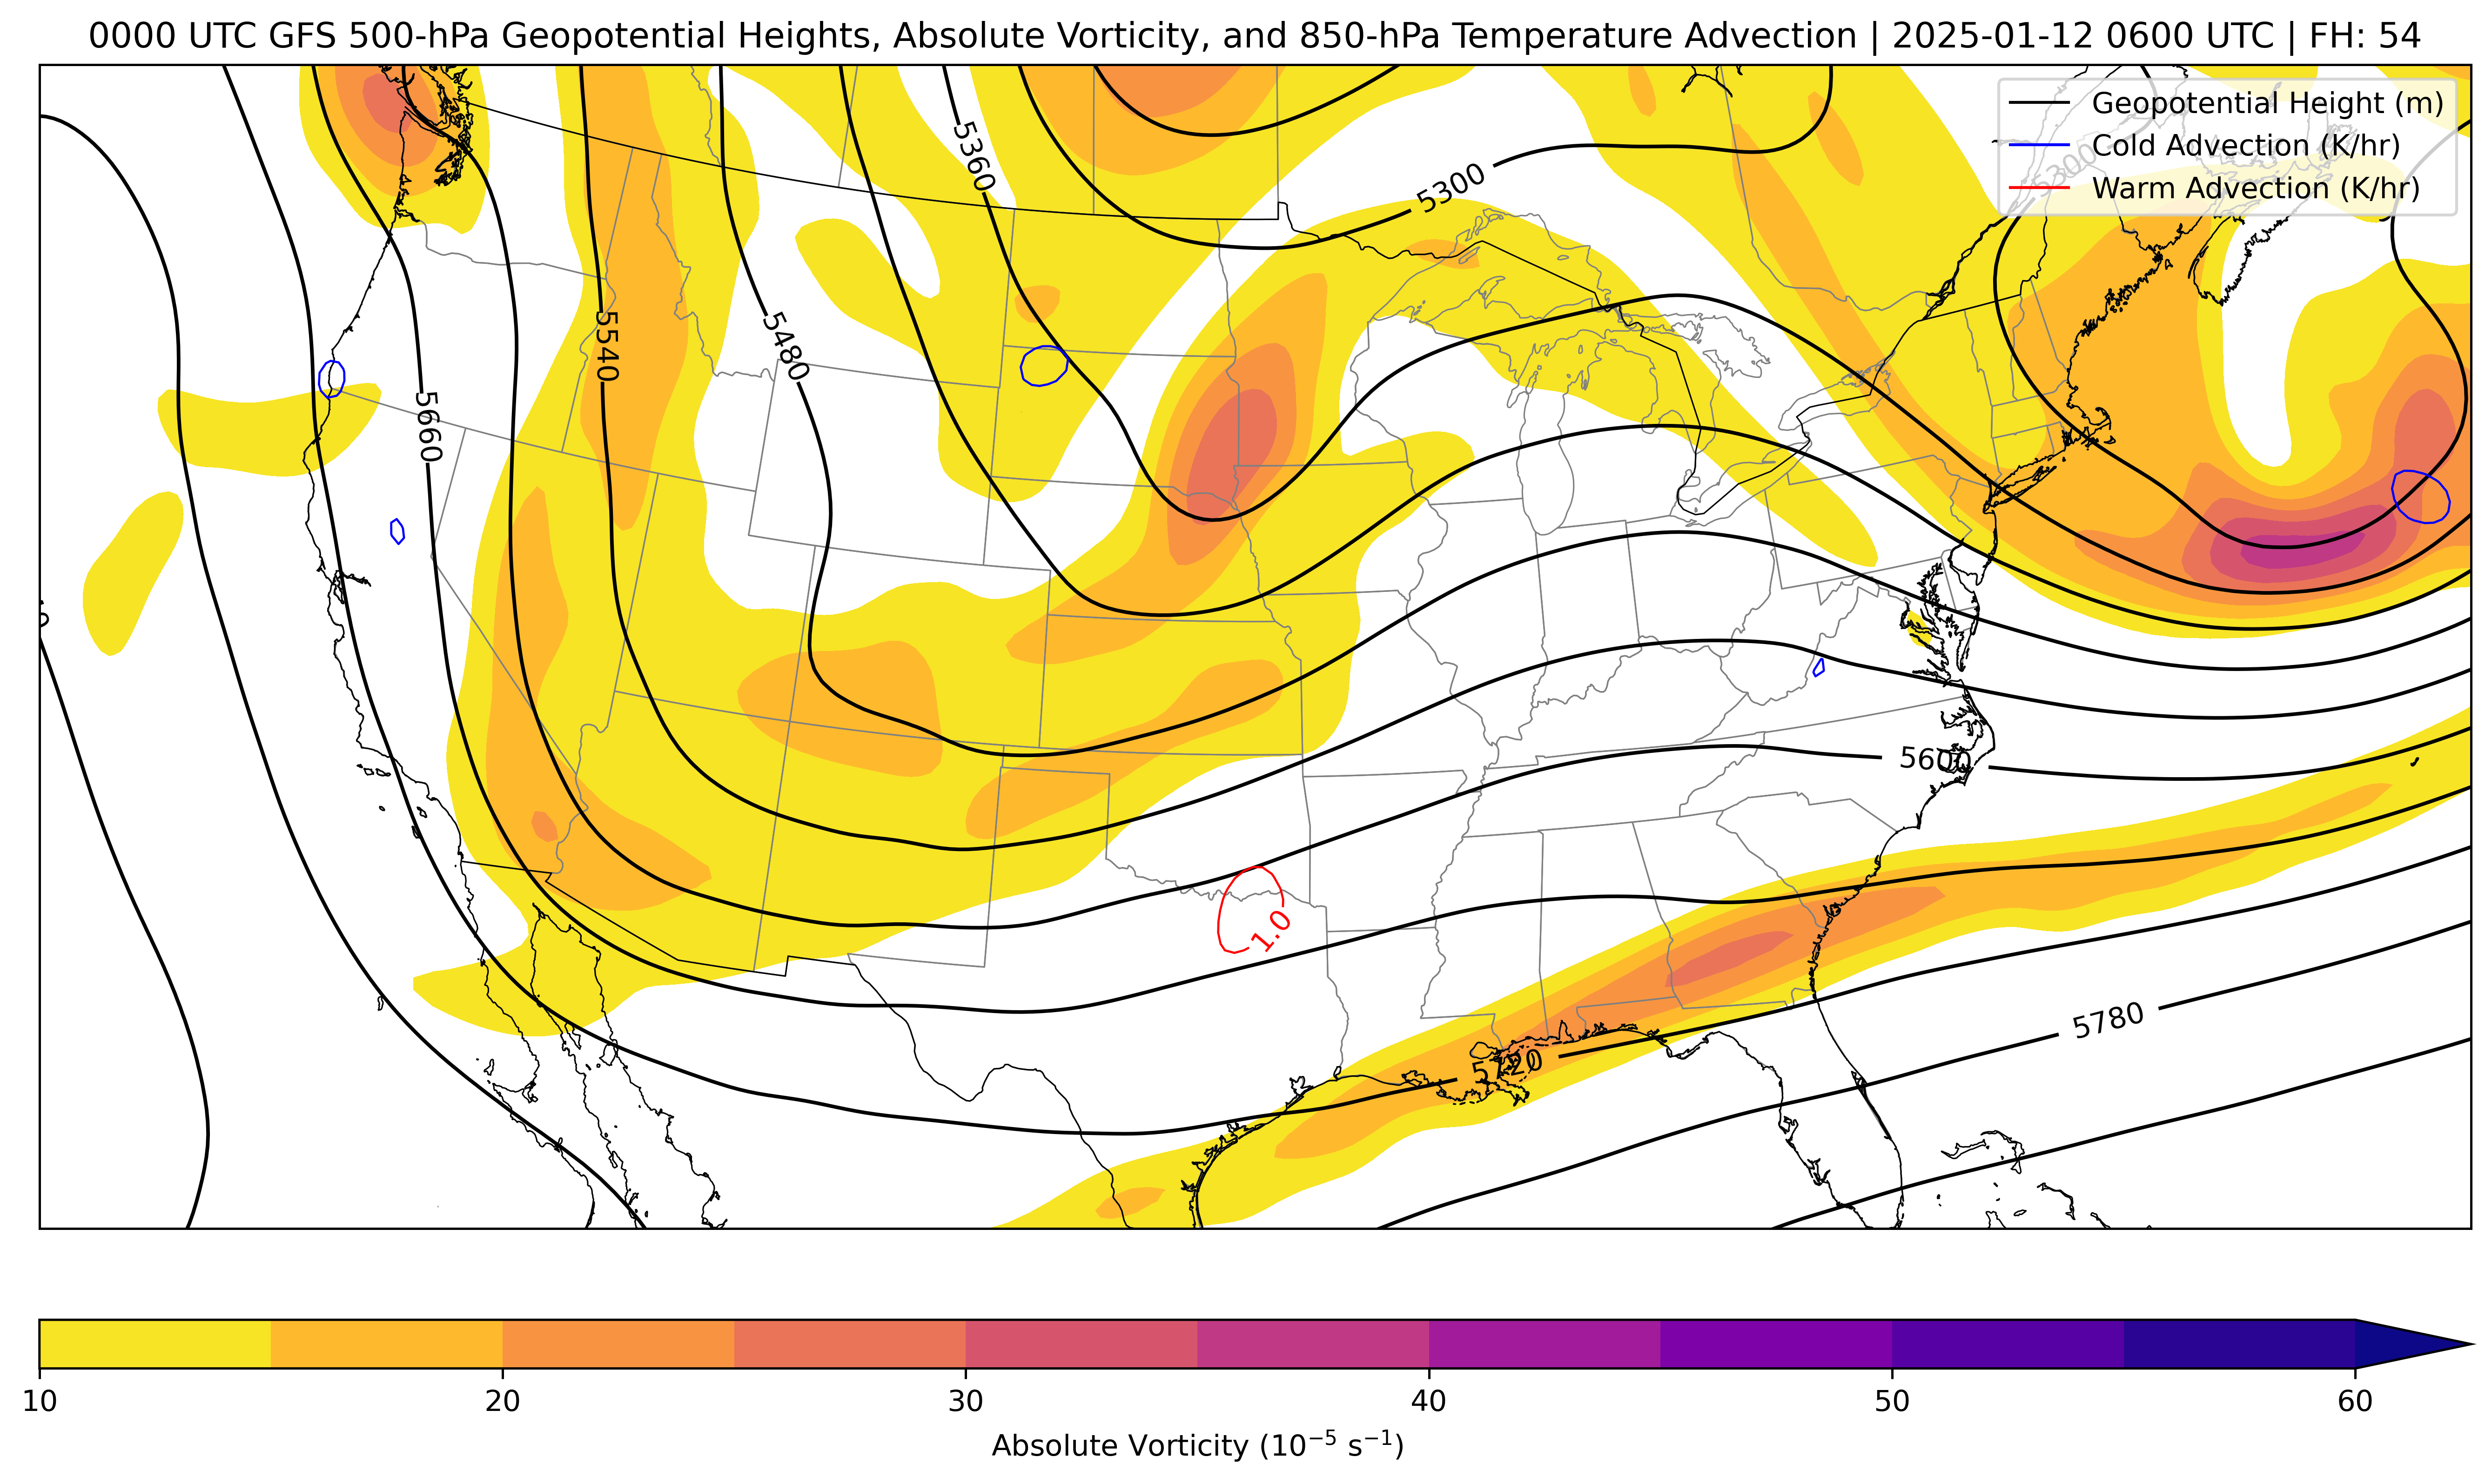 0000 UTC GFS 500-hPa Geopotential Heights, Absolute Vorticity, and 850-hPa Temperature Advection | 2025-01-12 0600 UTC | FH: 54
Geopotential Height (m)
Cold Advection (K/hr)
Warm Advection (K/hr)
5360
5300
5300
5540
5480
5660
5600
1.0
5780
5720
10 20 30 40 50 60
Absolute Vorticity (10⁻⁵ s⁻¹)